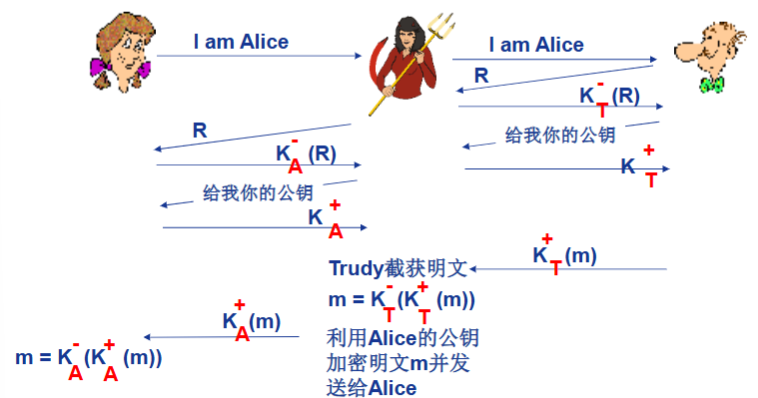 I am Alice
I am Alice
R
K_T^-(R)
R
给我你的公钥
K_A^-(R)
K_T^+
给我你的公钥
K_A^+
K_T^+(m)
Trudy截获明文
m = K_T^-(K_T^+(m))
K_A^+(m)
利用Alice的公钥
m = K_A^-(K_A^+(m))
加密明文m并发
送给Alice